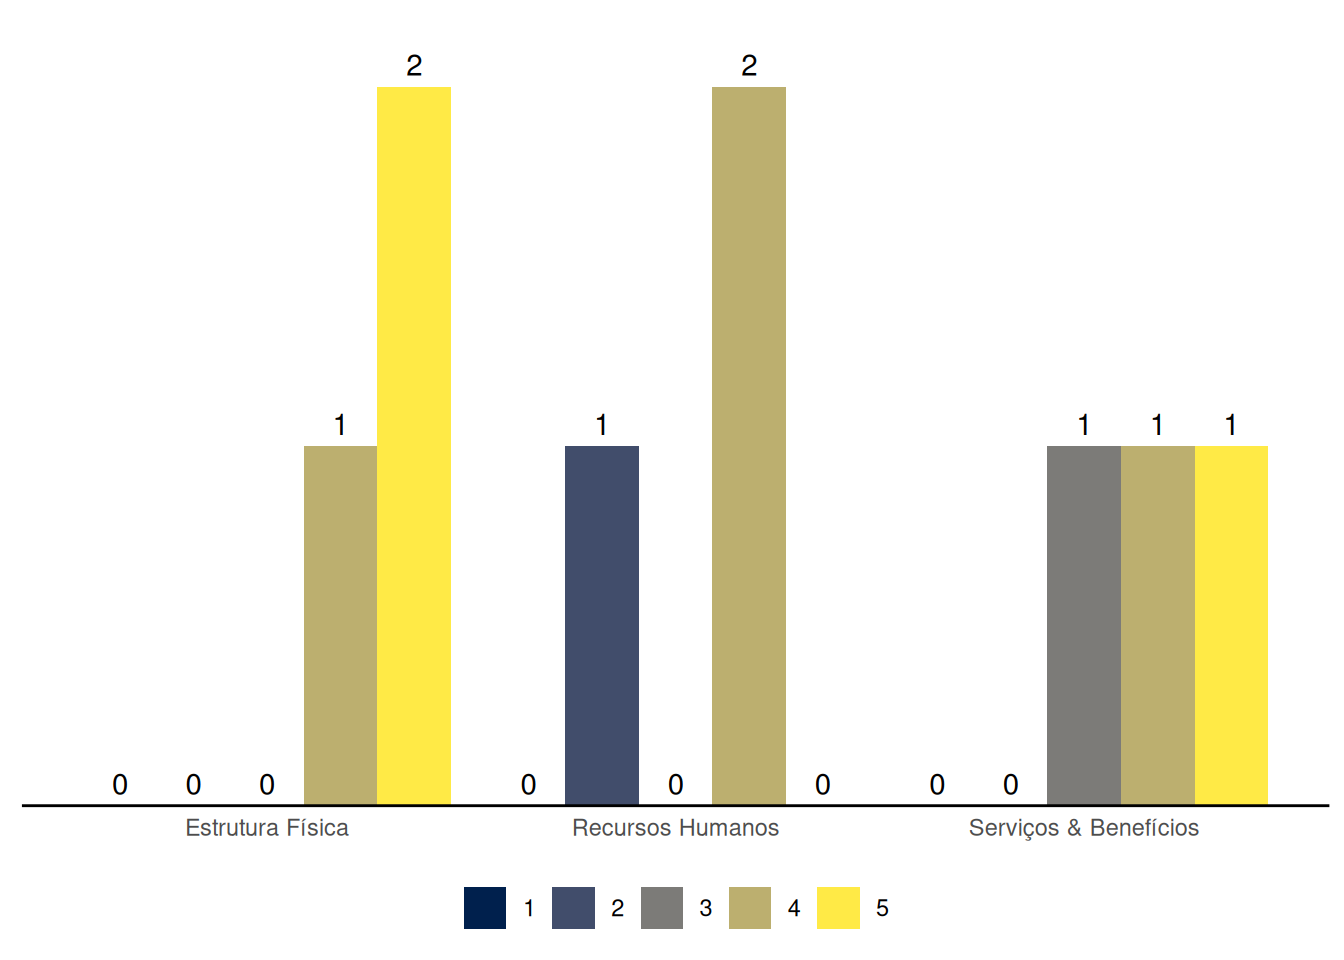 2 2
1 1 1 1 1
0 0 0 0 0 0 0 0
Estrutura Física Recursos Humanos Serviços & Benefícios
1 2 3 4 5